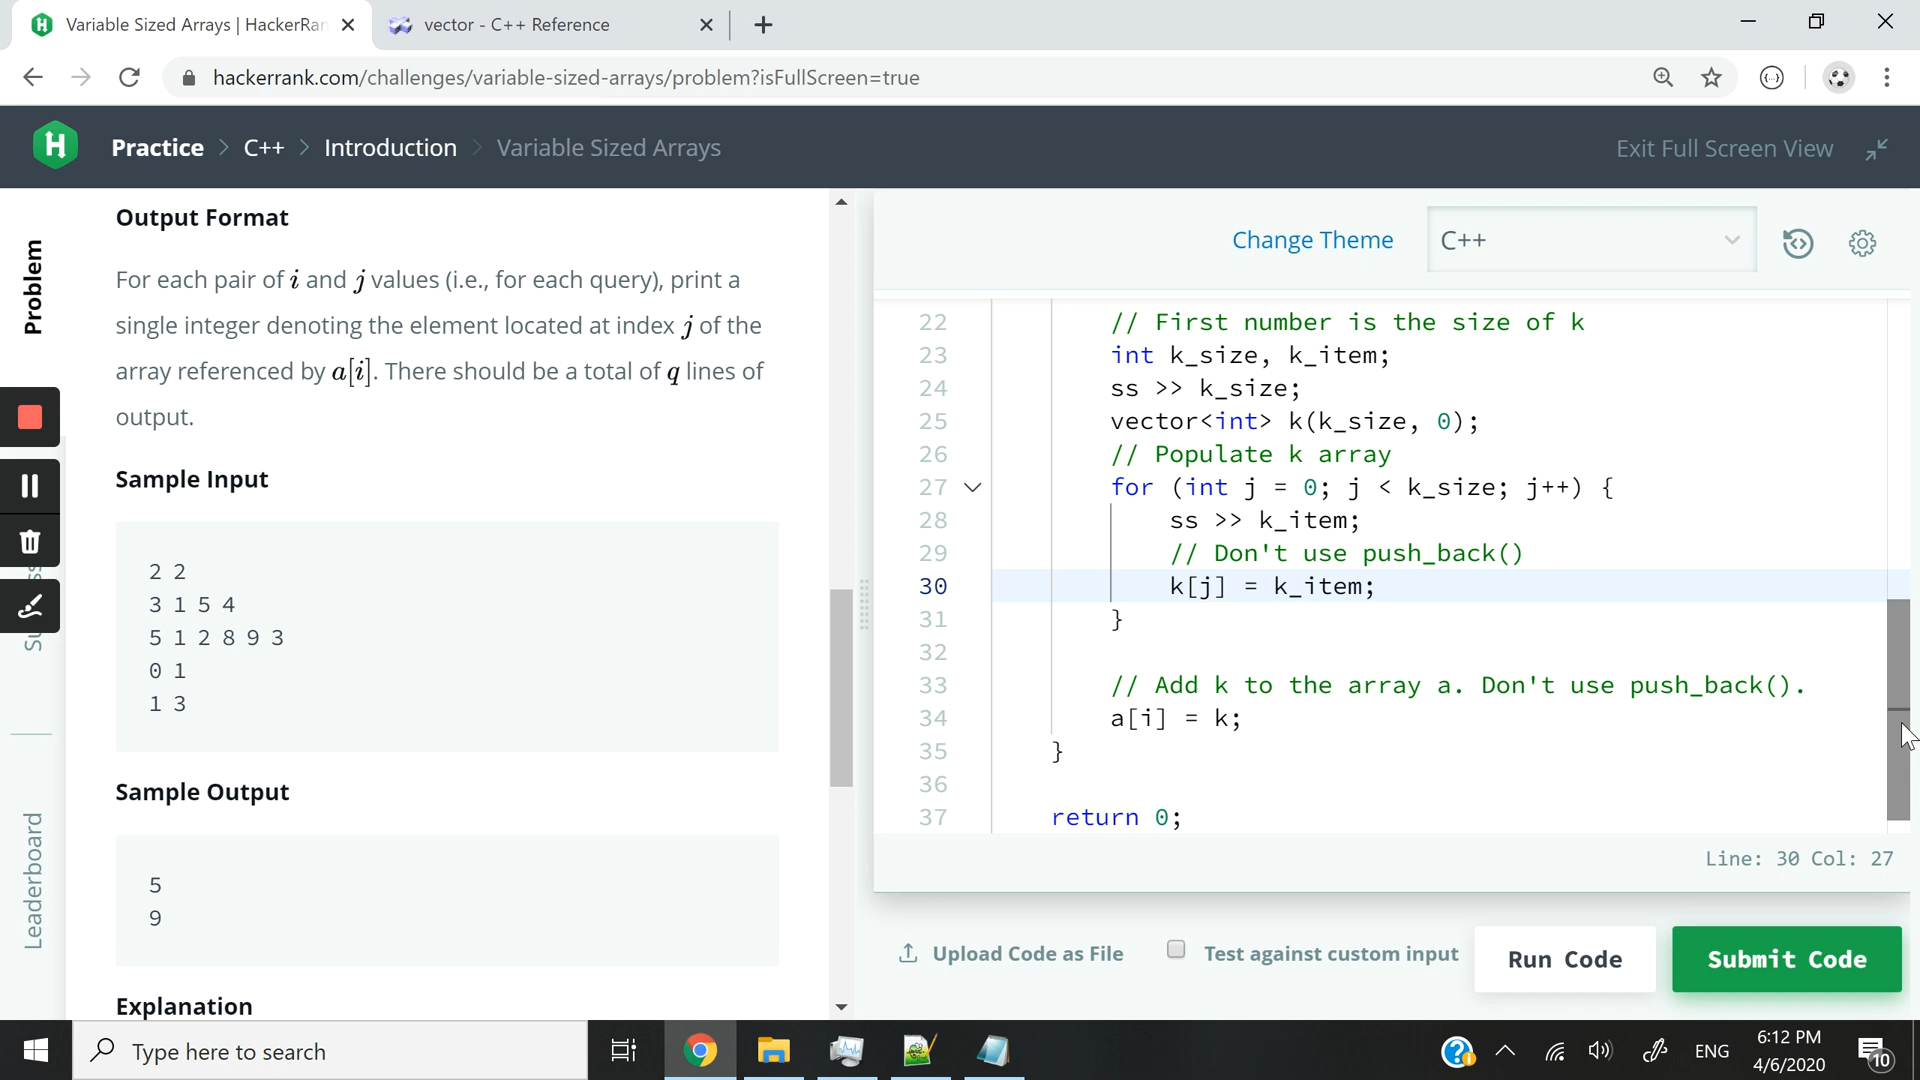 Variable Sized Arrays | HackerRan
vector - C++ Reference
hackerrank.com/challenges/variable-sized-arrays/problem?isFullScreen=true
H
Practice > C++ > Introduction > Variable Sized Arrays
Exit Full Screen View
Problem
Leaderboard
Output Format
For each pair of i and j values (i.e., for each query), print a
single integer denoting the element located at index j of the
array referenced by a[i]. There should be a total of q lines of
output.
Sample Input
2 2
3 1 5 4
5 1 2 8 9 3
0 1
1 3
Sample Output
5
9
Explanation
Change Theme
C++
22 // First number is the size of k
23 int k_size, k_item;
24 ss >> k_size;
25 vector<int> k(k_size, 0);
26 // Populate k array
27 for (int j = 0; j < k_size; j++) {
28 ss >> k_item;
29 // Don't use push_back()
30 k[j] = k_item;
31 }
32
33 // Add k to the array a. Don't use push_back().
34 a[i] = k;
35 }
36
37 return 0;
Line: 30 Col: 27
Upload Code as File
Test against custom input
Run Code
Submit Code
Type here to search
ENG
6:12 PM
4/6/2020
10